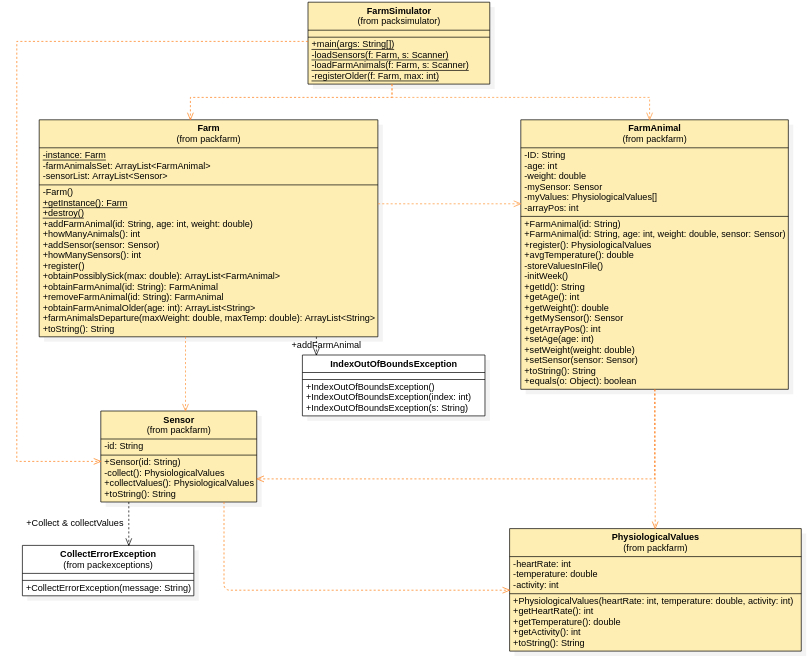 FarmSimulator
(from packsimulator)
+main(args: String[])
-loadSensors(f: Farm, s: Scanner)
-loadFarmAnimals(f: Farm, s: Scanner)
-registerOlder(f: Farm, max: int)
Farm
(from packfarm)
-instance: Farm
-farmAnimalsSet: ArrayList<FarmAnimal>
-sensorList: ArrayList<Sensor>
-Farm()
+getInstance(): Farm
+destroy()
+addFarmAnimal(id: String, age: int, weight: double)
+howManyAnimals(): int
+addSensor(sensor: Sensor)
+howManySensors(): int
+register()
+obtainPossiblySick(max: double): ArrayList<FarmAnimal>
+obtainFarmAnimal(id: String): FarmAnimal
+removeFarmAnimal(id: String): FarmAnimal
+obtainFarmAnimalOlder(age: int): ArrayList<String>
+farmAnimalsDeparture(maxWeight: double, maxTemp: double): ArrayList<String>
+toString(): String
FarmAnimal
(from packfarm)
-ID: String
-age: int
-weight: double
-mySensor: Sensor
-myValues: PhysiologicalValues[]
-arrayPos: int
+FarmAnimal(id: String)
+FarmAnimal(id: String, age: int, weight: double, sensor: Sensor)
+register(): PhysiologicalValues
+avgTemperature(): double
-storeValuesInFile()
-initWeek()
+getId(): String
+getAge(): int
+getWeight(): double
+getMySensor(): Sensor
+getArrayPos(): int
+setAge(age: int)
+setWeight(weight: double)
+setSensor(sensor: Sensor)
+toString(): String
+equals(o: Object): boolean
+addFarmAnimal
IndexOutOfBoundsException
+IndexOutOfBoundsException()
+IndexOutOfBoundsException(index: int)
+IndexOutOfBoundsException(s: String)
Sensor
(from packfarm)
-id: String
+Sensor(id: String)
-collect(): PhysiologicalValues
+collectValues(): PhysiologicalValues
+toString(): String
+Collect & collectValues
CollectErrorException
(from packexceptions)
+CollectErrorException(message: String)
PhysiologicalValues
(from packfarm)
-heartRate: int
-temperature: double
-activity: int
+PhysiologicalValues(heartRate: int, temperature: double, activity: int)
+getHeartRate(): int
+getTemperature(): double
+getActivity(): int
+toString(): String